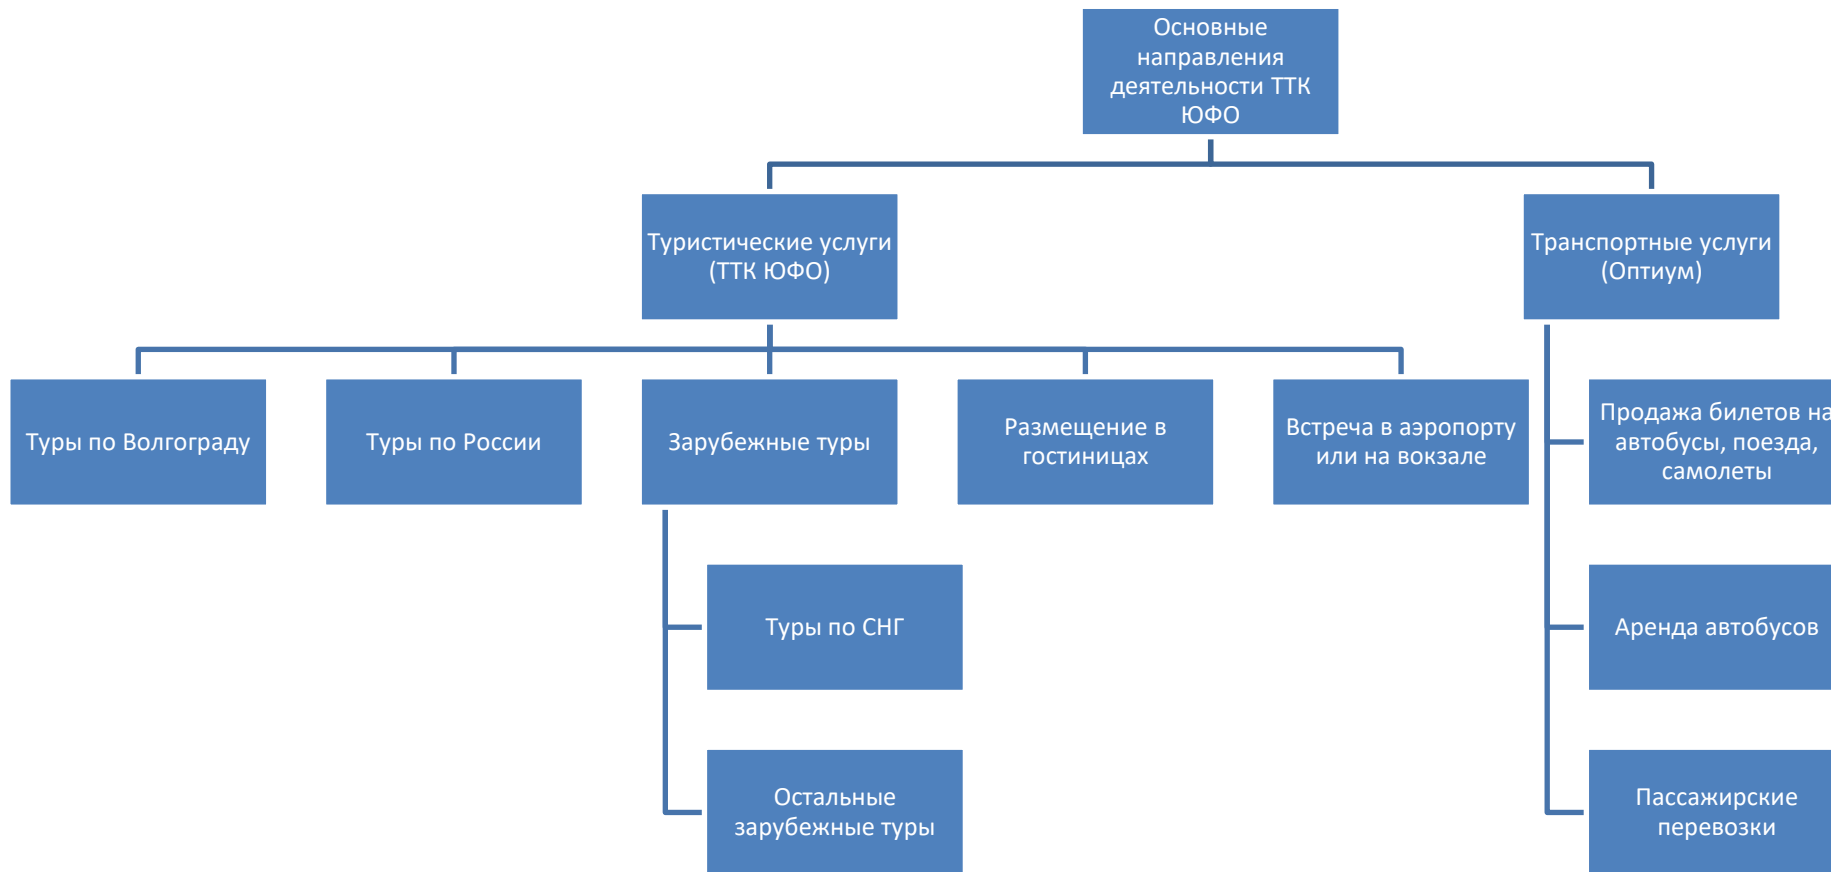 Основные
направления
деятельности ТТК
ЮФО
Туристические услуги
(ТТК ЮФО)
Транспортные услуги
(Оптиум)
Туры по Волгограду
Туры по России
Зарубежные туры
Размещение в
гостиницах
Встреча в аэропорту
или на вокзале
Продажа билетов на
автобусы, поезда,
самолеты
Туры по СНГ
Аренда автобусов
Остальные
зарубежные туры
Пассажирские
перевозки